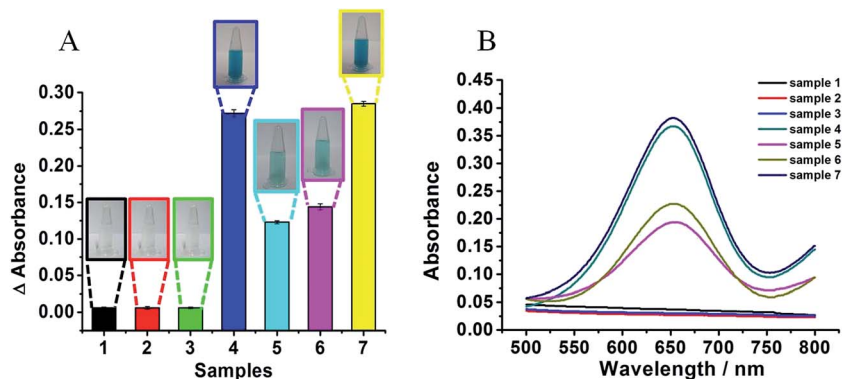 A
Δ Absorbance
0.30
0.25
0.20
0.15
0.10
0.05
0.00
1 2 3 4 5 6 7
Samples
B
Absorbance
0.45
0.40
0.35
0.30
0.25
0.20
0.15
0.10
0.05
0.00
500 550 600 650 700 750 800
Wavelength / nm
sample 1
sample 2
sample 3
sample 4
sample 5
sample 6
sample 7